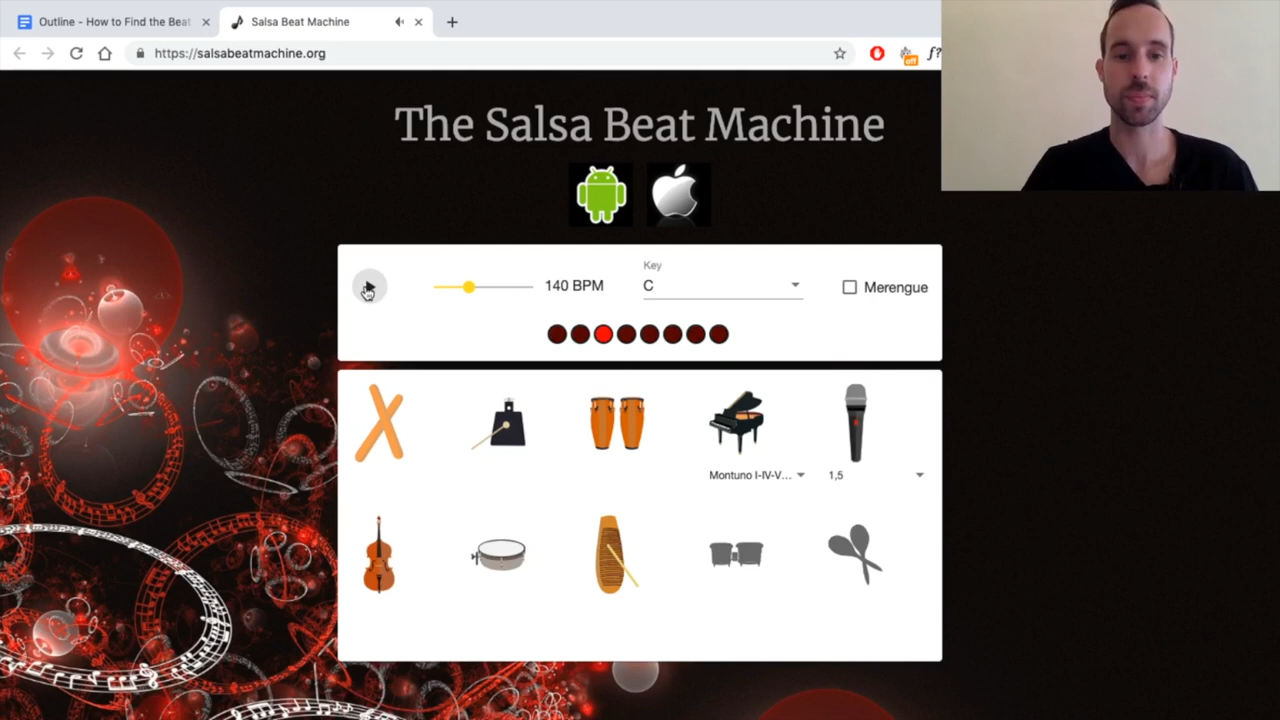 Outline - How to Find the Beat
Salsa Beat Machine
https://salsabeatmachine.org
off
f?
The Salsa Beat Machine
Key
140 BPM
C
Merengue
Montuno I-IV-V...
1,5